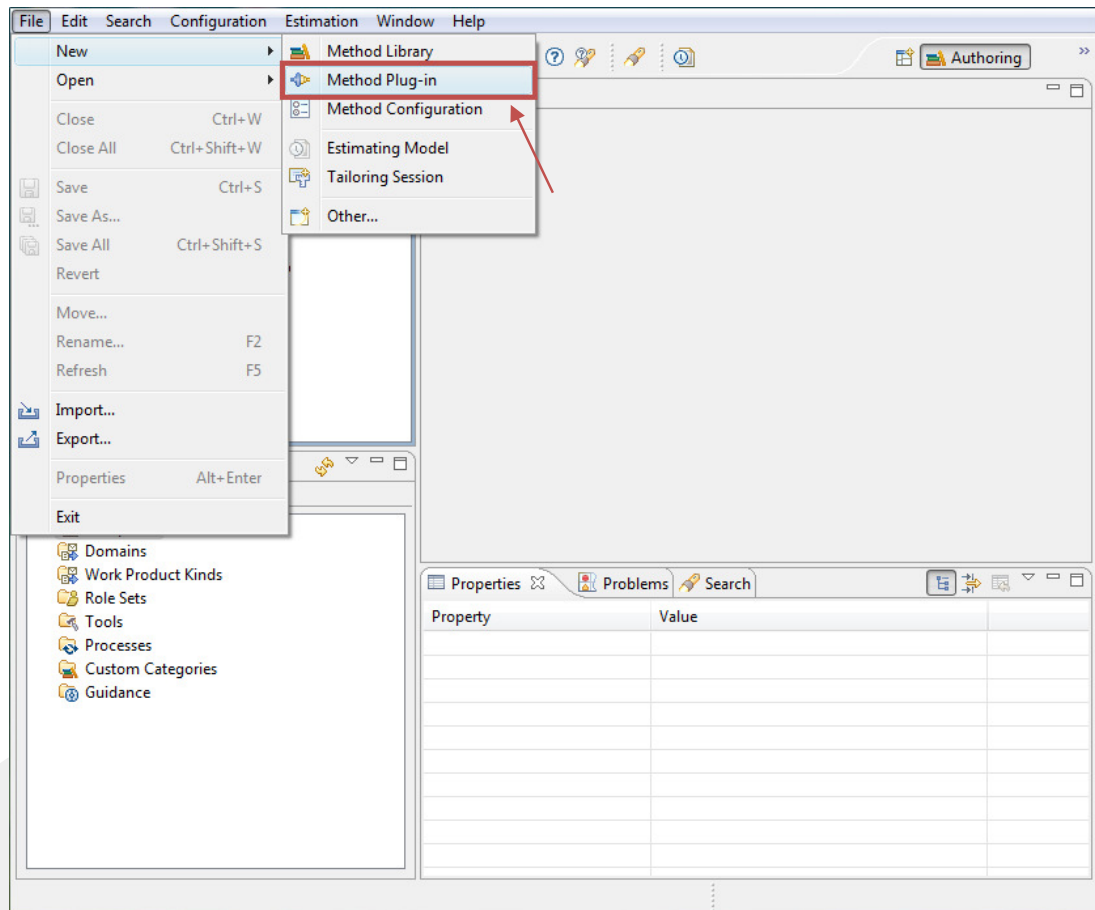 File Edit Search Configuration Estimation Window Help
New
Open
Close Ctrl+W
Close All Ctrl+Shift+W
Save Ctrl+S
Save As...
Save All Ctrl+Shift+S
Revert
Move...
Rename... F2
Refresh F5
Import...
Export...
Properties Alt+Enter
Exit
Method Library
Method Plug-in
Method Configuration
Estimating Model
Tailoring Session
Other...
Authoring
Domains
Work Product Kinds
Role Sets
Tools
Processes
Custom Categories
Guidance
Properties Problems Search
Property Value